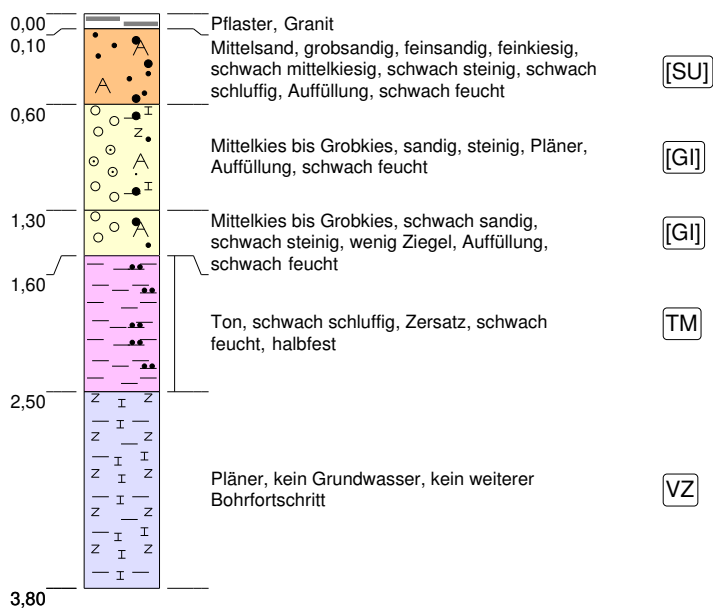 0,00
Pflaster, Granit
0,10
Mittelsand, grobsandig, feinsandig, feinkiesig,
schwach mittelkiesig, schwach steinig, schwach
schluffig, Auffüllung, schwach feucht
[SU]
0,60
Mittelkies bis Grobkies, sandig, steinig, Pläner,
Auffüllung, schwach feucht
[GI]
1,30
Mittelkies bis Grobkies, schwach sandig,
schwach steinig, wenig Ziegel, Auffüllung,
schwach feucht
[GI]
1,60
Ton, schwach schluffig, Zersatz, schwach
feucht, halbfest
TM
2,50
Pläner, kein Grundwasser, kein weiterer
Bohrfortschritt
VZ
3,80